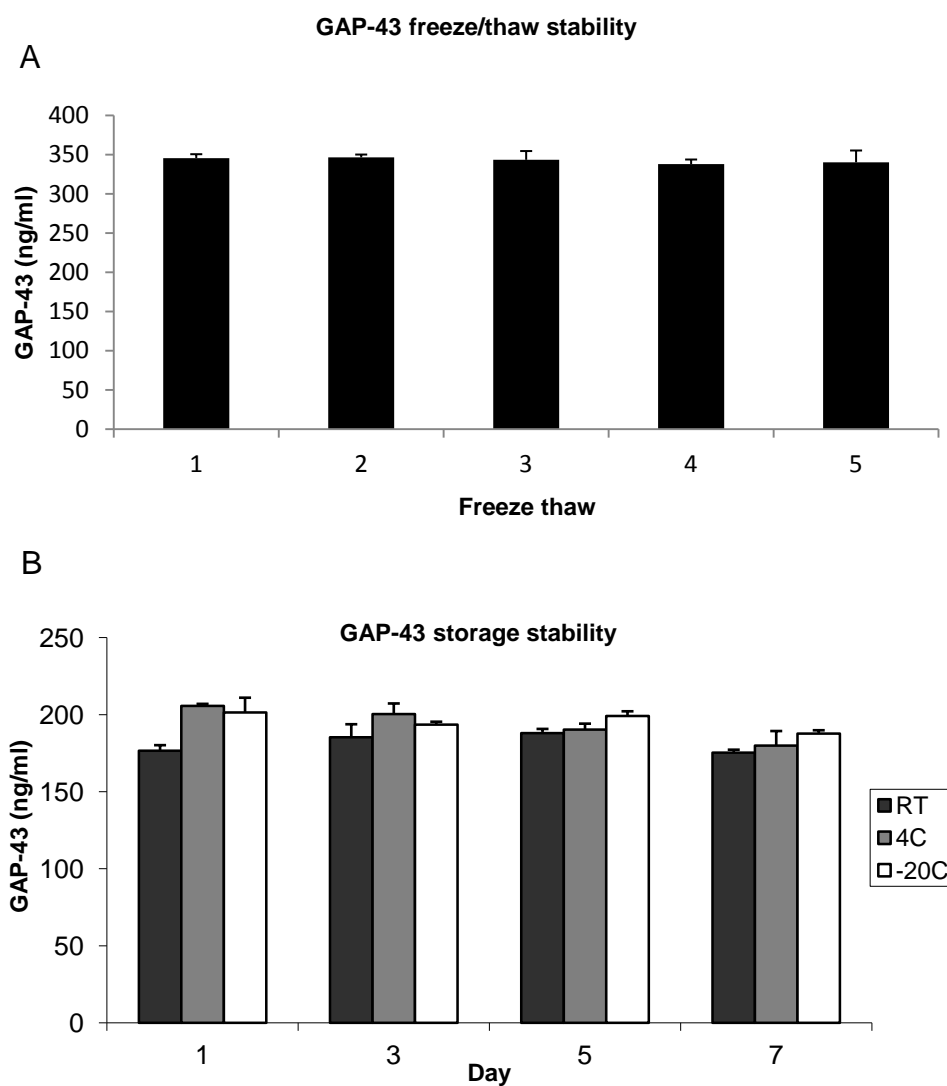 GAP-43 freeze/thaw stability
A
400
350
300
250
200
150
100
50
0
GAP-43 (ng/ml)
1 2 3 4 5
Freeze thaw
B
GAP-43 storage stability
250
200
150
100
50
0
GAP-43 (ng/ml)
RT
4C
-20C
1 3 5 7
Day